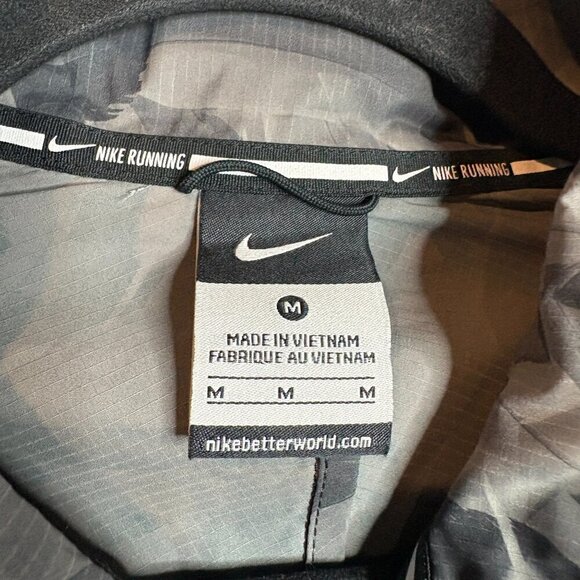 NIKE RUNNING
NIKE RUNNING
M
MADE IN VIETNAM
FABRIQUE AU VIETNAM
M M M
nikebetterworld.com